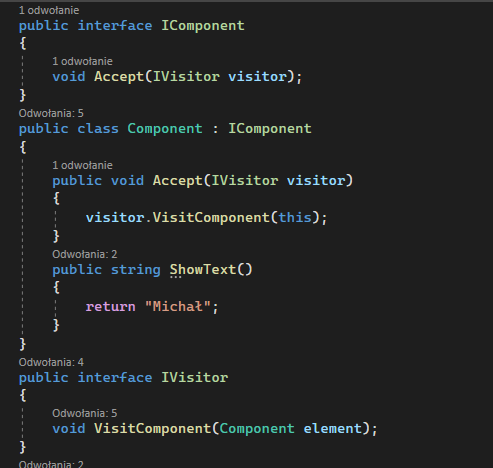 1 odwołanie
public interface IComponent
{
1 odwołanie
void Accept(IVisitor visitor);
}
Odwołania: 5
public class Component : IComponent
{
1 odwołanie
public void Accept(IVisitor visitor)
{
visitor.VisitComponent(this);
}
Odwołania: 2
public string ShowText()
{
return "Michał";
}
}
Odwołania: 4
public interface IVisitor
{
Odwołania: 5
void VisitComponent(Component element);
}
Odwołania: 2